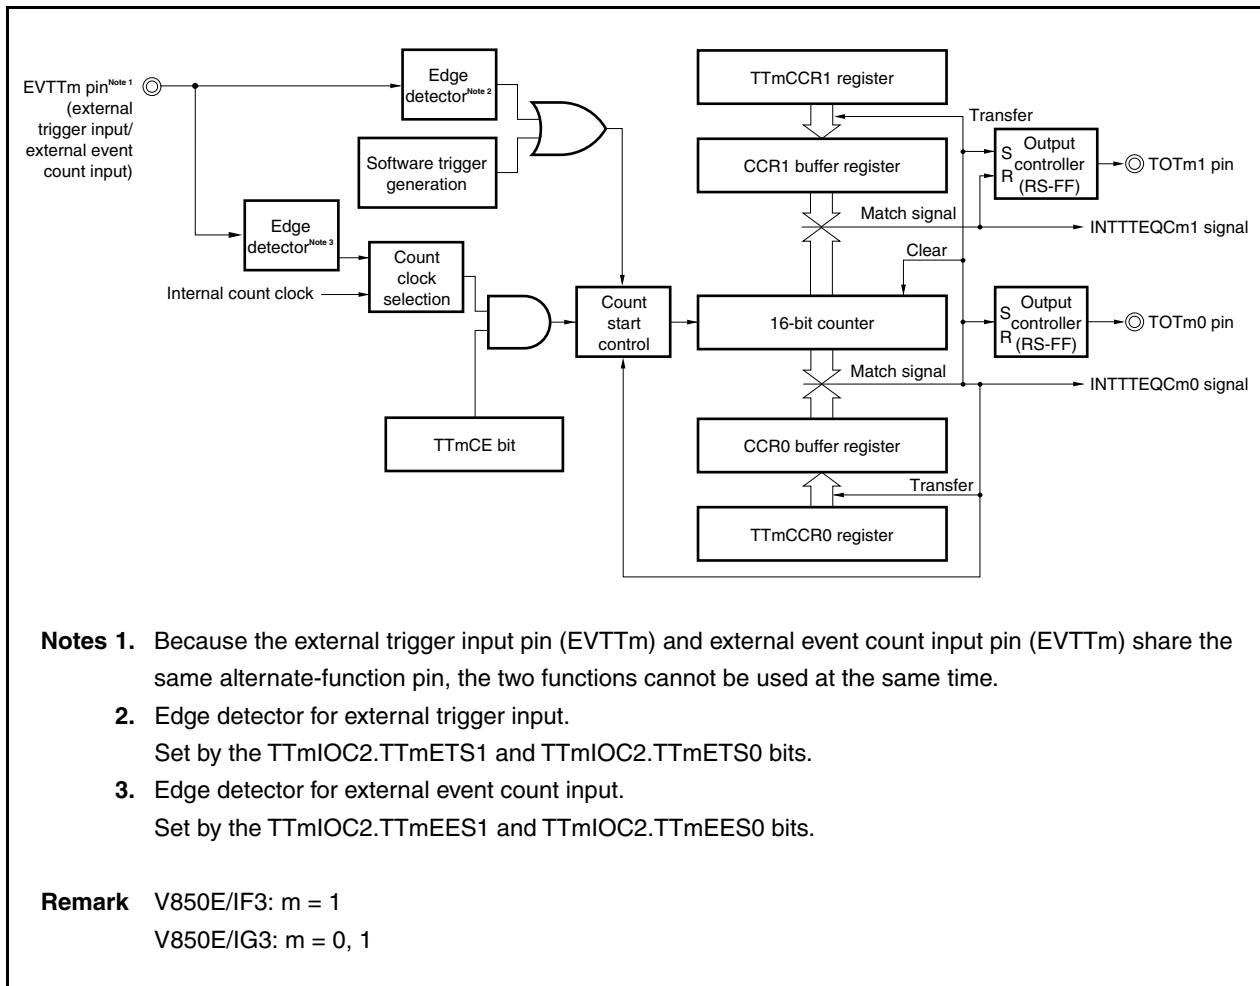 EVTTm pin Note 1
(external
trigger input/
external event
count input)
Edge
detector Note 2
Software trigger
generation
Edge
detector Note 3
Count
clock
selection
Internal count clock
TTmCE bit
Count
start
control
TTmCCR1 register
Transfer
CCR1 buffer register
Match signal
Clear
16-bit counter
Match signal
CCR0 buffer register
Transfer
TTmCCR0 register
S
R
Output
controller
(RS-FF)
TOTm1 pin
INTTTEQCm1 signal
S
R
Output
controller
(RS-FF)
TOTm0 pin
INTTTEQCm0 signal
Notes 1. Because the external trigger input pin (EVTTm) and external event count input pin (EVTTm) share the
same alternate-function pin, the two functions cannot be used at the same time.
2. Edge detector for external trigger input.
Set by the TTmIOC2.TTmETS1 and TTmIOC2.TTmETS0 bits.
3. Edge detector for external event count input.
Set by the TTmIOC2.TTmEES1 and TTmIOC2.TTmEES0 bits.
Remark V850E/IF3: m = 1
V850E/IG3: m = 0, 1